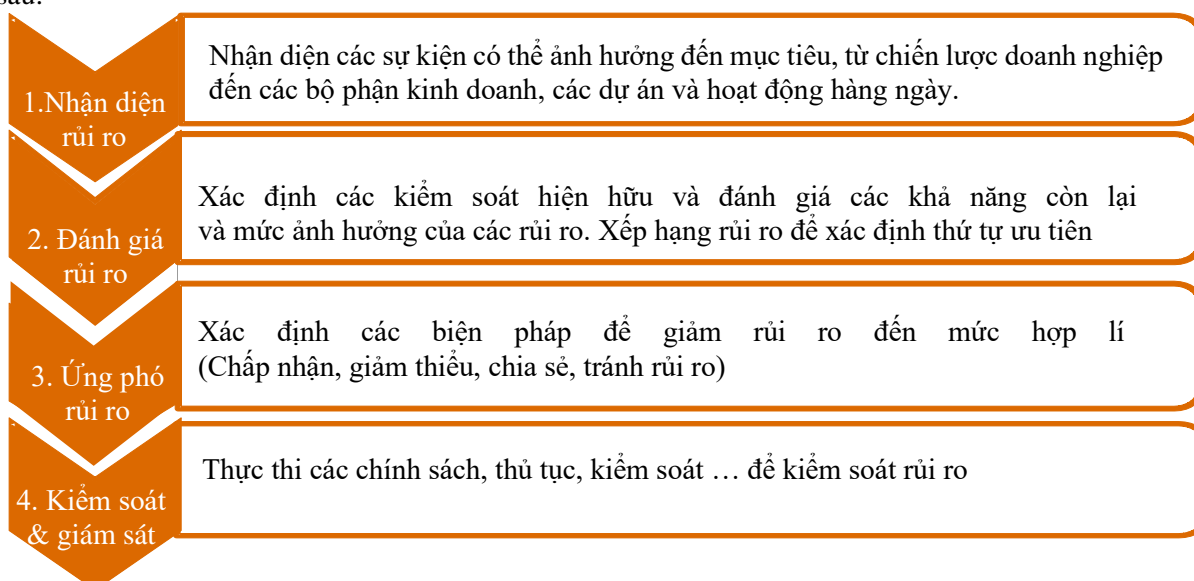 sau:
1.Nhận diện
rủi ro
Nhận diện các sự kiện có thể ảnh hưởng đến mục tiêu, từ chiến lược doanh nghiệp
đến các bộ phận kinh doanh, các dự án và hoạt động hàng ngày.
2. Đánh giá
rủi ro
Xác định các kiểm soát hiện hữu và đánh giá các khả năng còn lại
và mức ảnh hưởng của các rủi ro. Xếp hạng rủi ro để xác định thứ tự ưu tiên
3. Ứng phó
rủi ro
Xác định các biện pháp để giảm rủi ro đến mức hợp lí
(Chấp nhận, giảm thiểu, chia sẻ, tránh rủi ro)
4. Kiểm soát
& giám sát
Thực thi các chính sách, thủ tục, kiểm soát … để kiểm soát rủi ro